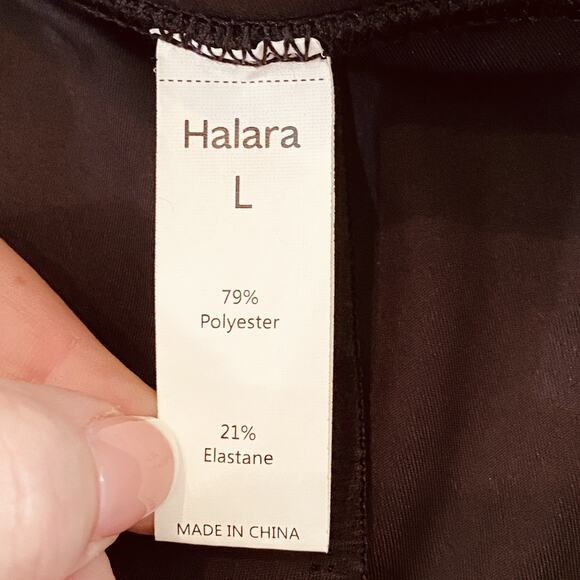 Halara
L
79%
Polyester
21%
Elastane
MADE IN CHINA